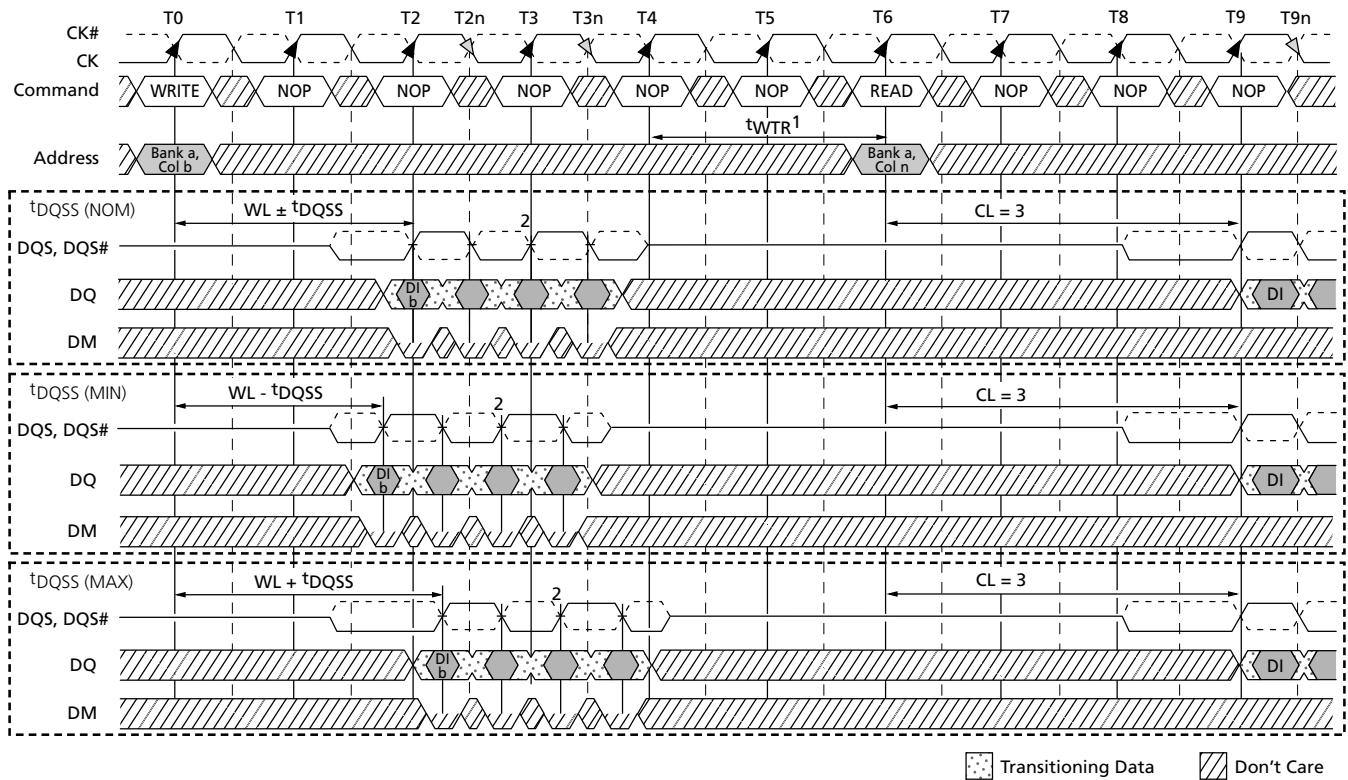 T0 T1 T2 T2n T3 T3n T4 T5 T6 T7 T8 T9 T9n
CK#
CK
Command WRITE NOP NOP NOP NOP NOP READ NOP NOP NOP
tWTR1
Address Bank a, Col b Bank a, Col n
tDQSS (NOM) WL ± tDQSS CL = 3
2
DQS, DQS#
DQ DI b DI
DM
tDQSS (MIN) WL - tDQSS CL = 3
2
DQS, DQS#
DQ DI b DI
DM
tDQSS (MAX) WL + tDQSS CL = 3
2
DQS, DQS#
DQ DI b DI
DM
Transitioning Data Don't Care